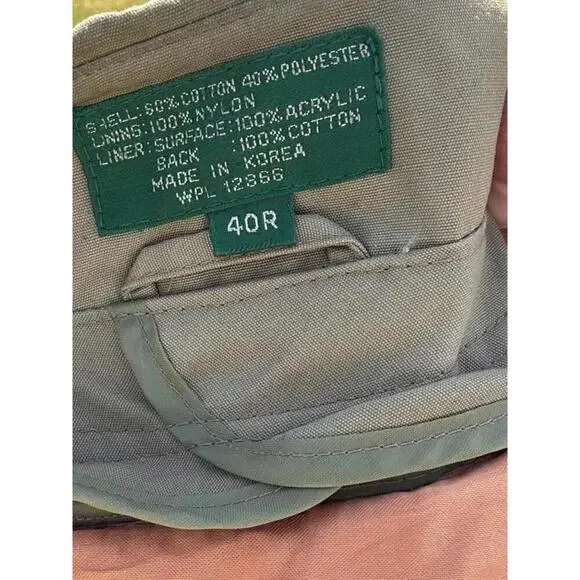 SHELL: 60% COTTON 40% POLYESTER
LINING: 100% NYLON
LINER: SURFACE: 100% ACRYLIC
BACK : 100% COTTON
MADE IN KOREA
WPL 12366
40R